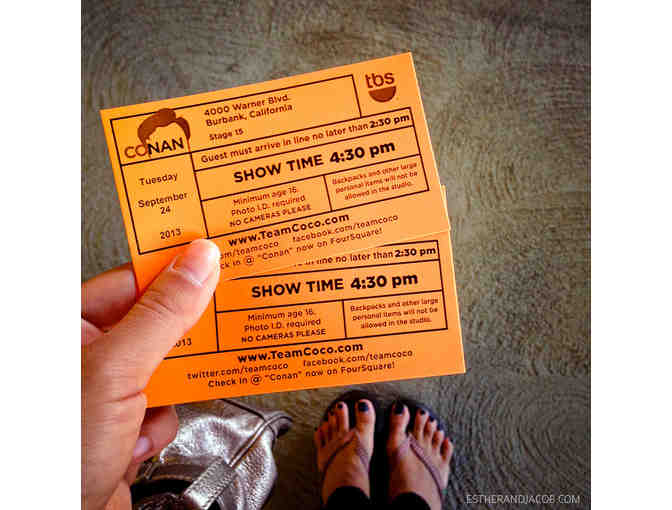 4000 Warner Blvd.
Burbank, California
Stage 15
tbs
CONAN
Guest must arrive in line no later than 2:30 pm
Tuesday
September
24
2013
SHOW TIME 4:30 pm
Minimum age 16.
Photo I.D. required
NO CAMERAS PLEASE
Backpacks and other large
personal items will not be
allowed in the studio.
www.TeamCoco.com
/teamcoco facebook.com/teamcoco
Check In @ "Conan" now on FourSquare!
in line no later than 2:30 pm
SHOW TIME 4:30 pm
Minimum age 16.
Photo I.D. required
NO CAMERAS PLEASE
Backpacks and other large
personal items will not be
allowed in the studio.
013
www.TeamCoco.com
twitter.com/teamcoco facebook.com/teamcoco
Check In @ "Conan" now on FourSquare!
ESTHERANDJACOB.COM